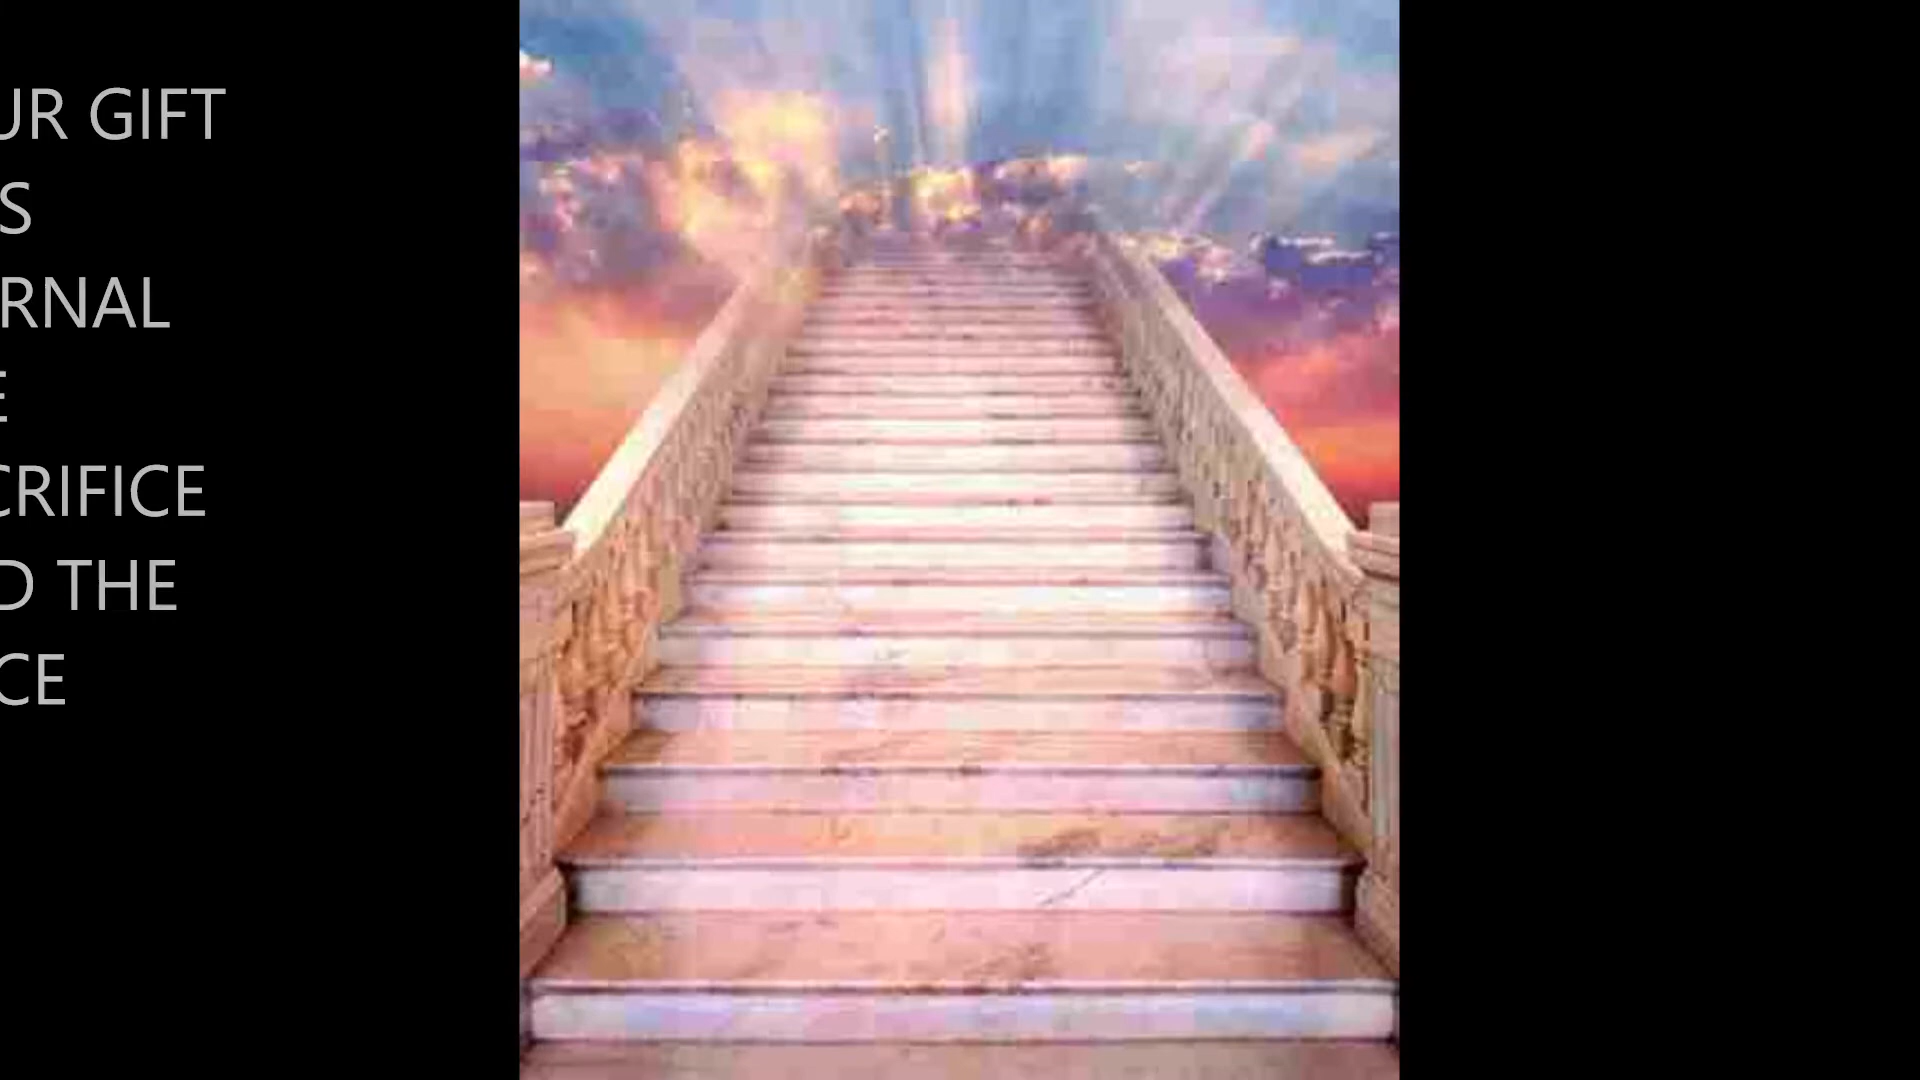 UR GIFT
S
RNAL
E
CRIFICE
D THE
CE